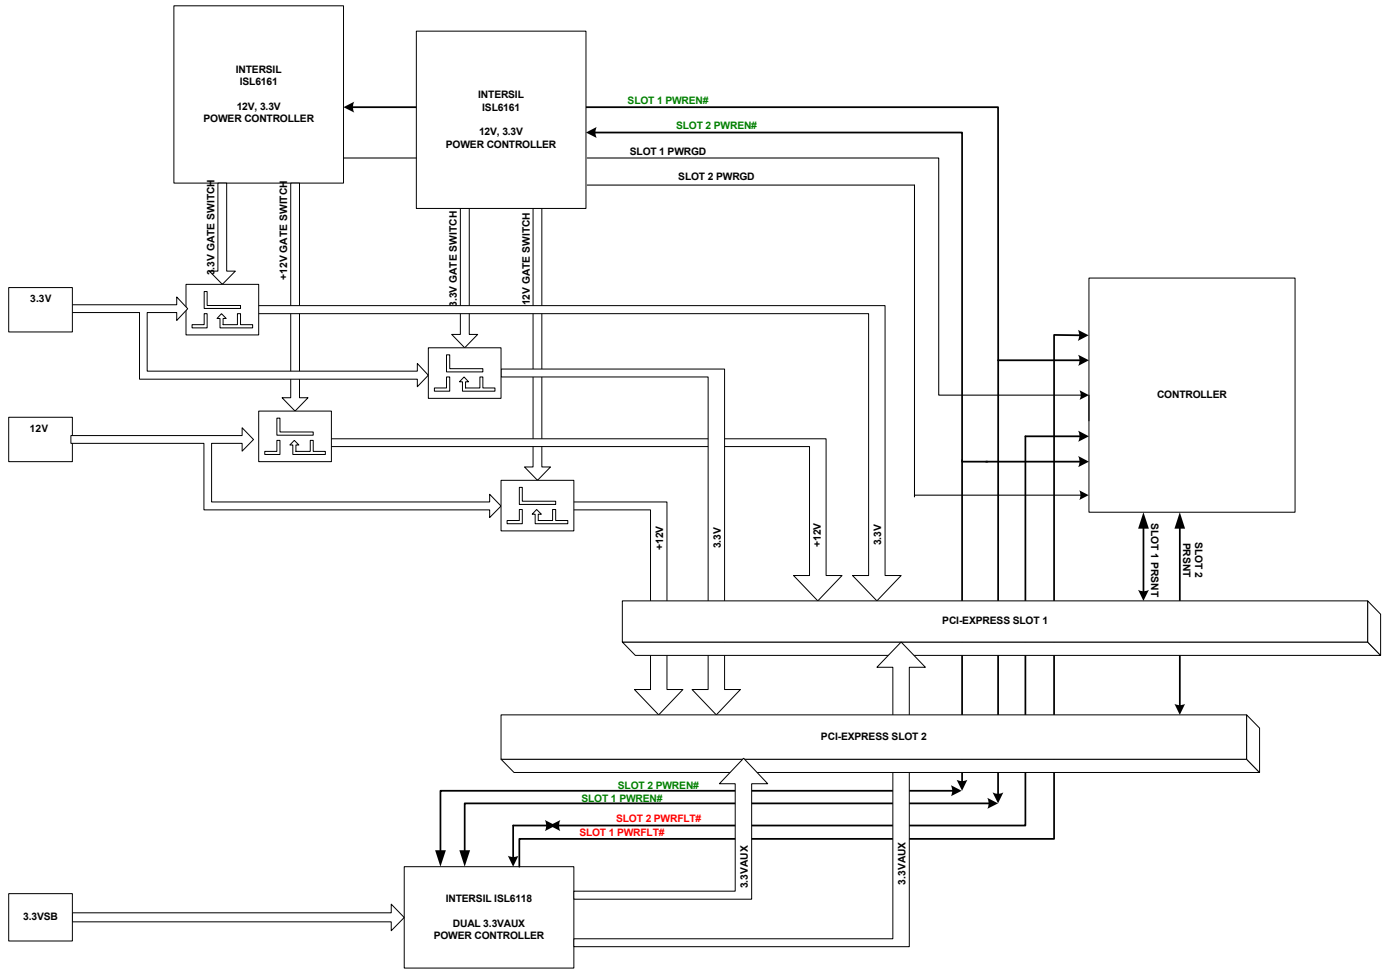 INTERSIL
ISL6161
12V, 3.3V
POWER CONTROLLER
INTERSIL
ISL6161
12V, 3.3V
POWER CONTROLLER
SLOT 1 PWREN#
SLOT 2 PWREN#
SLOT 1 PWRGD
SLOT 2 PWRGD
3.3V GATE SWITCH
+12V GATE SWITCH
3.3V GATE SWITCH
12V GATE SWITCH
3.3V
12V
CONTROLLER
+12V
3.3V
+12V
3.3V
SLOT 1 PRSNT
SLOT 2
PRSNT
PCI-EXPRESS SLOT 1
PCI-EXPRESS SLOT 2
SLOT 2 PWREN#
SLOT 1 PWREN#
SLOT 2 PWRFLT#
SLOT 1 PWRFLT#
3.3VAUX
3.3VAUX
3.3VSB
INTERSIL ISL6118
DUAL 3.3VAUX
POWER CONTROLLER